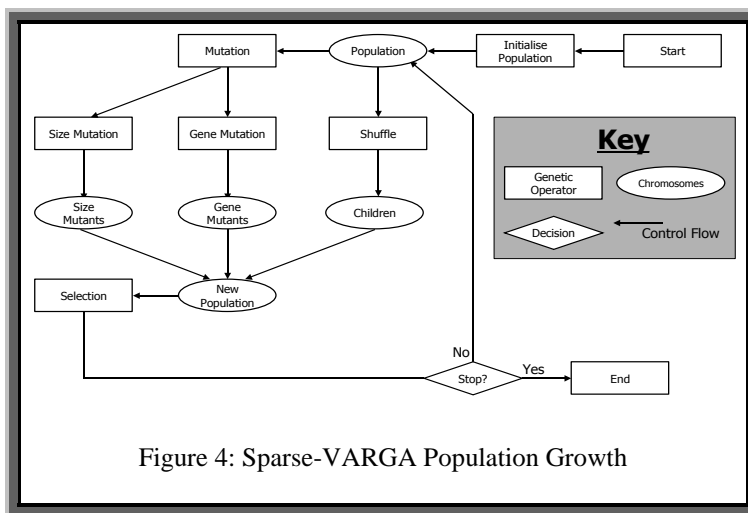 Mutation
Population
Initialise
Population
Start
Size Mutation
Gene Mutation
Shuffle
Key
Genetic
Operator
Chromosomes
Size
Mutants
Gene
Mutants
Children
Decision
Control Flow
Selection
New
Population
No
Stop?
Yes
End
Figure 4: Sparse-VARGA Population Growth